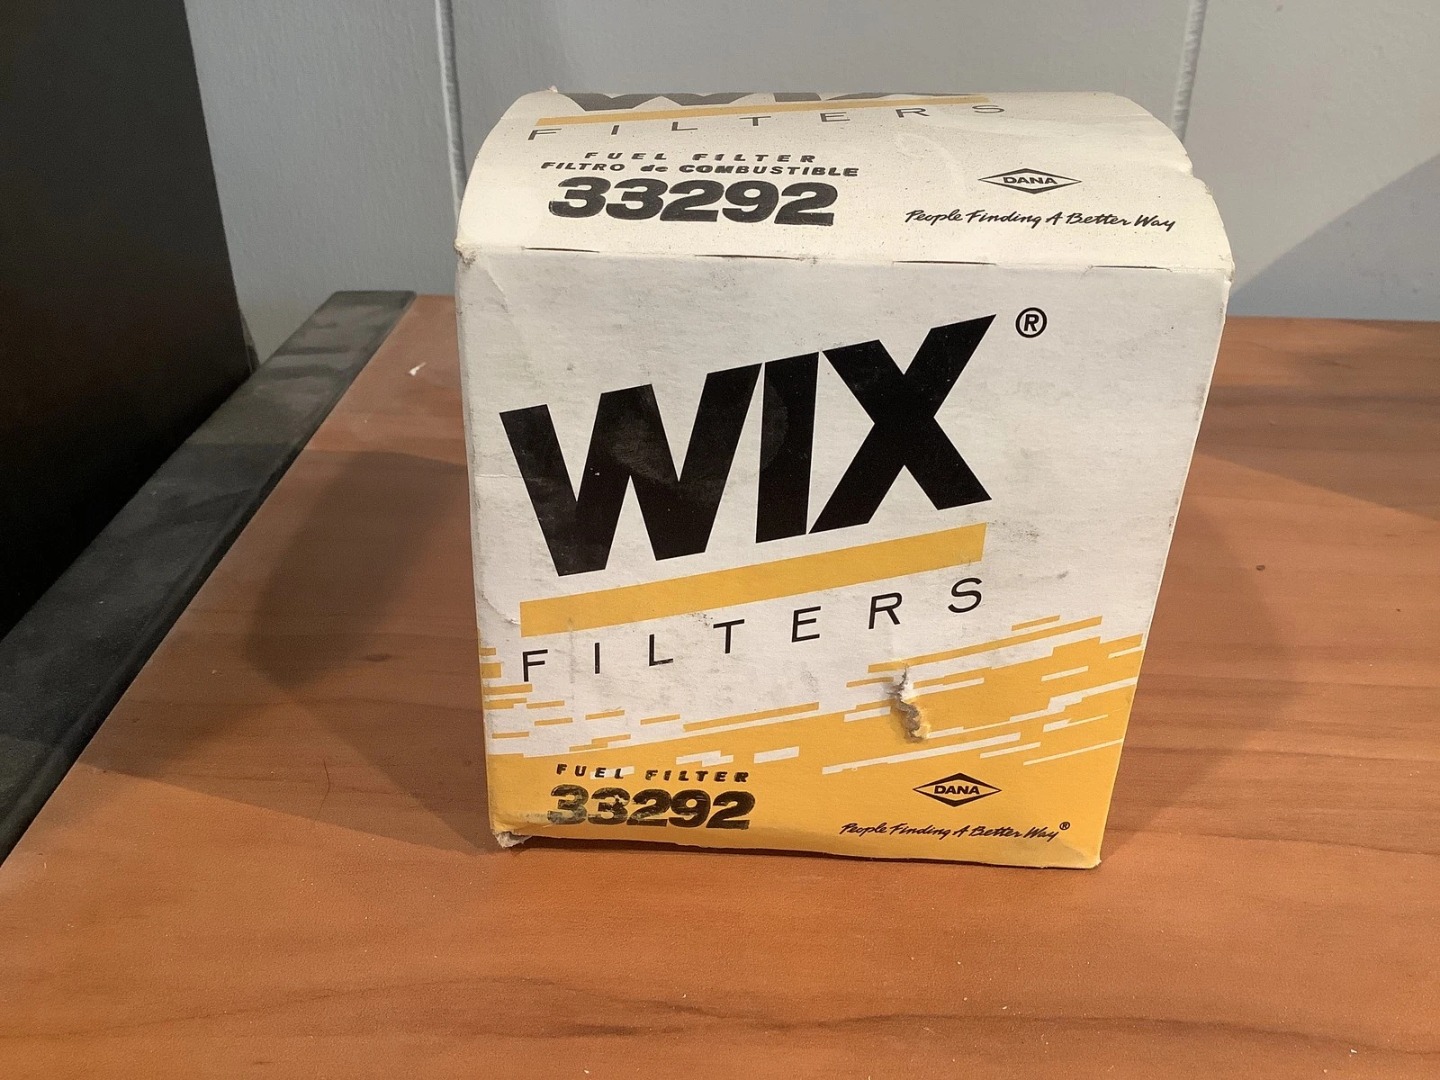 WIX
FILTERS
FUEL FILTER
FILTRO de COMBUSTIBLE
33292
DANA
People Finding A Better Way
WIX®
FILTERS
FUEL FILTER
33292
DANA
People Finding A Better Way®